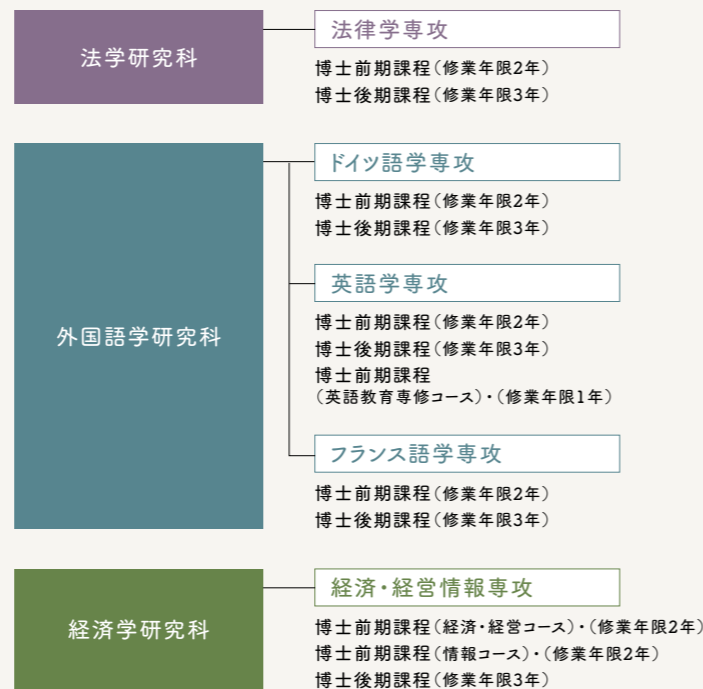 法学研究科
法律学専攻
博士前期課程(修業年限2年)
博士後期課程(修業年限3年)
外国語学研究科
ドイツ語学専攻
博士前期課程(修業年限2年)
博士後期課程(修業年限3年)
英語学専攻
博士前期課程(修業年限2年)
博士後期課程(修業年限3年)
博士前期課程
(英語教育専修コース)・(修業年限1年)
フランス語学専攻
博士前期課程(修業年限2年)
博士後期課程(修業年限3年)
経済学研究科
経済・経営情報専攻
博士前期課程(経済・経営コース)・(修業年限2年)
博士前期課程(情報コース)・(修業年限2年)
博士後期課程(修業年限3年)